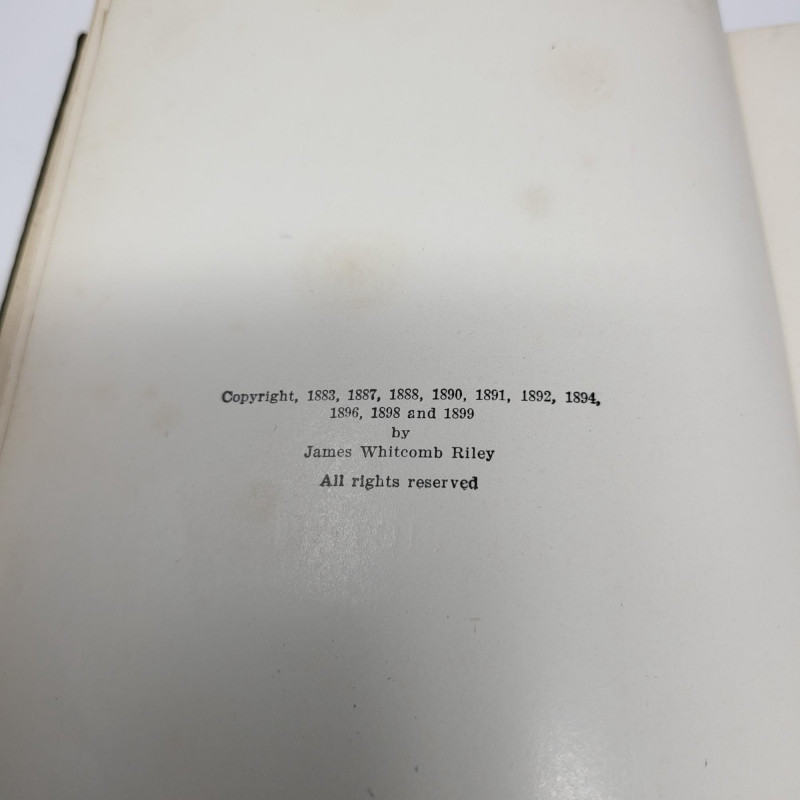 Copyright, 1883, 1887, 1888, 1890, 1891, 1892, 1894,
1896, 1898 and 1899
by
James Whitcomb Riley
All rights reserved